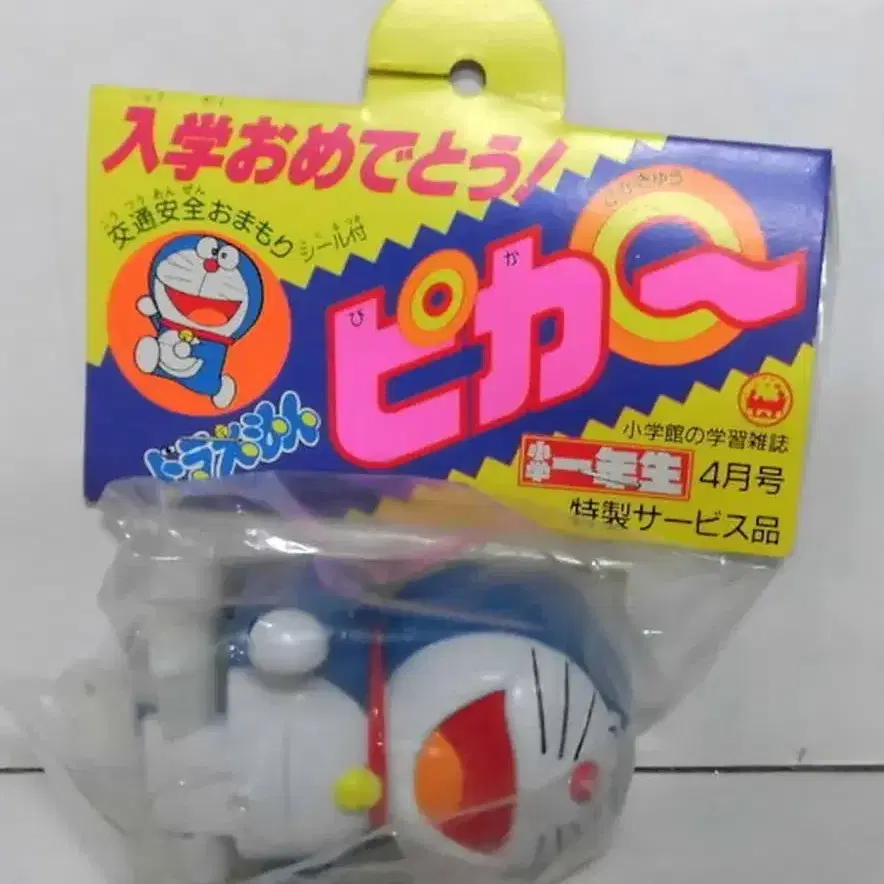 入学おめでとう!
交通安全おまもり シール付
ピカ〜
ドラえもん
小学館の学習雑誌
小学一年生 4月号
特製サービス品